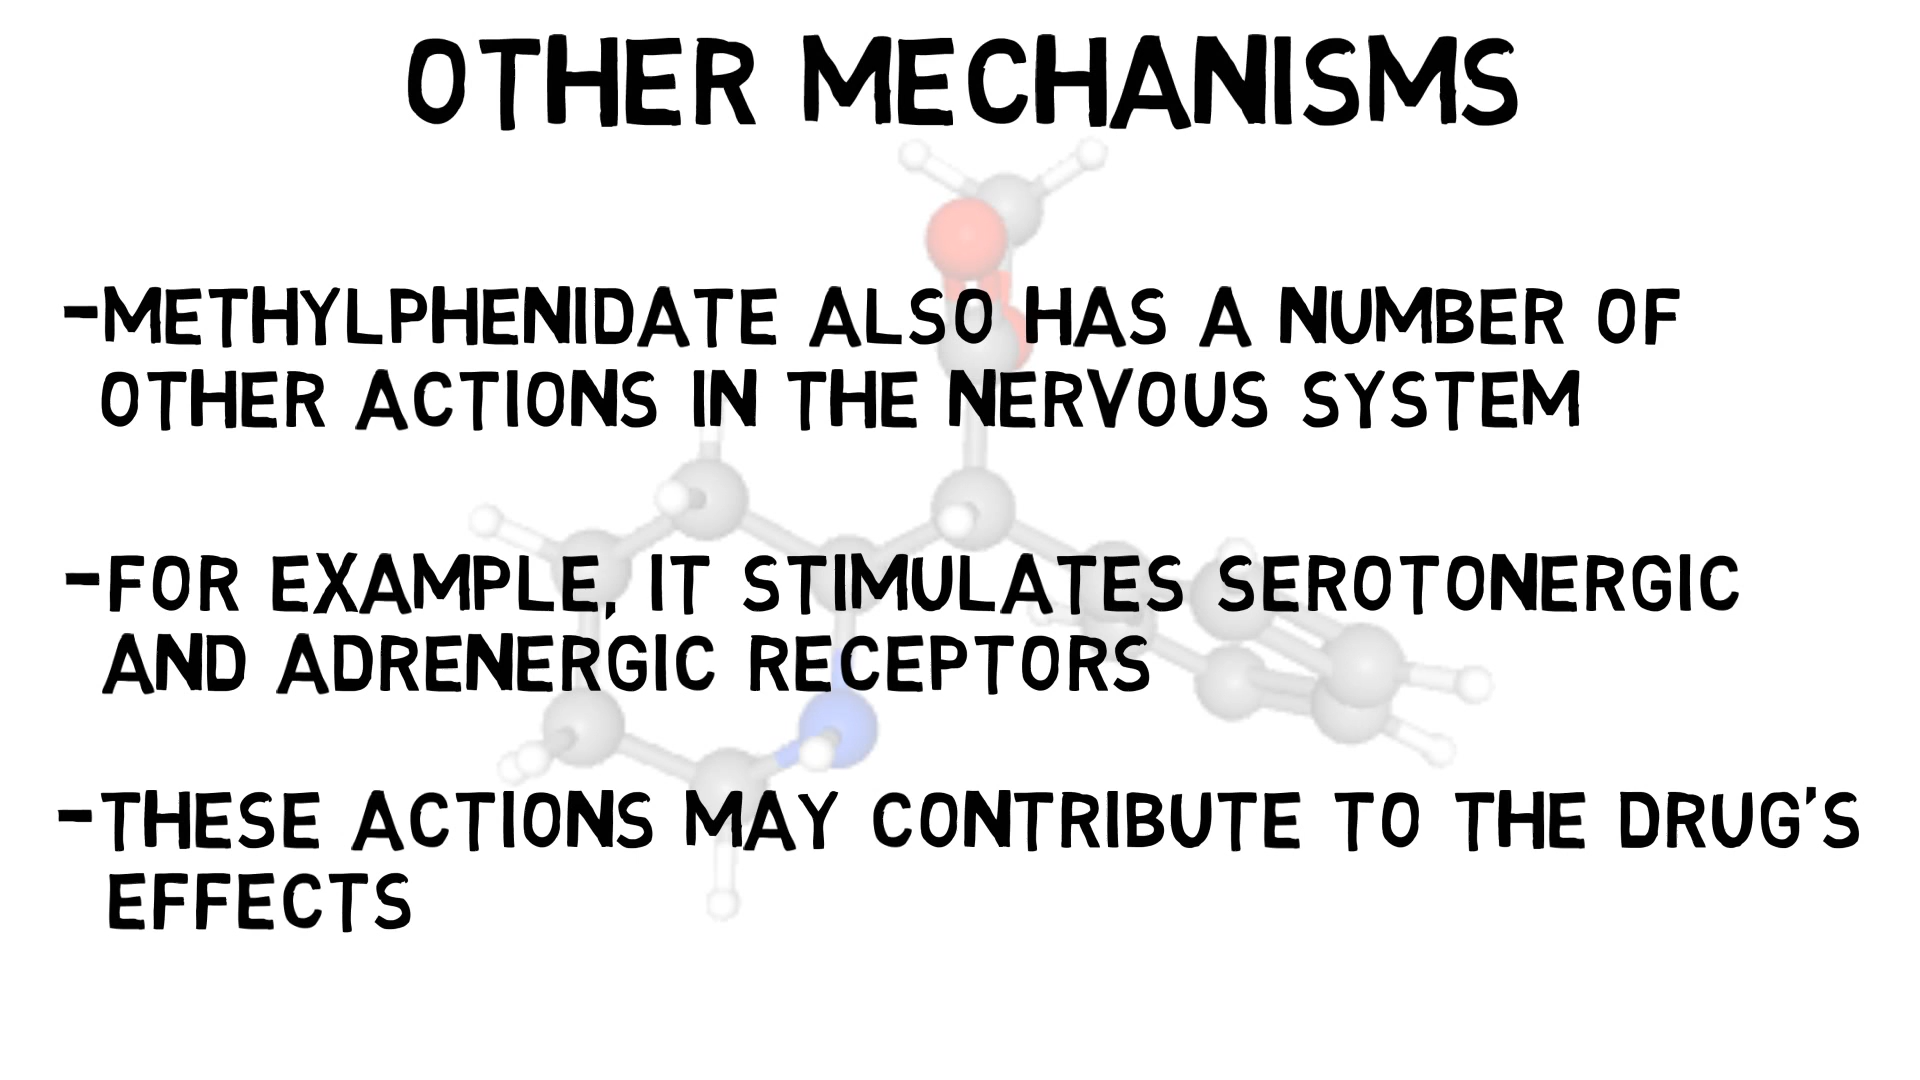 OTHER MECHANISMS
-METHYLPHENIDATE ALSO HAS A NUMBER OF
OTHER ACTIONS IN THE NERVOUS SYSTEM
-FOR EXAMPLE, IT STIMULATES SEROTONERGIC
AND ADRENERGIC RECEPTORS
-THESE ACTIONS MAY CONTRIBUTE TO THE DRUG'S
EFFECTS